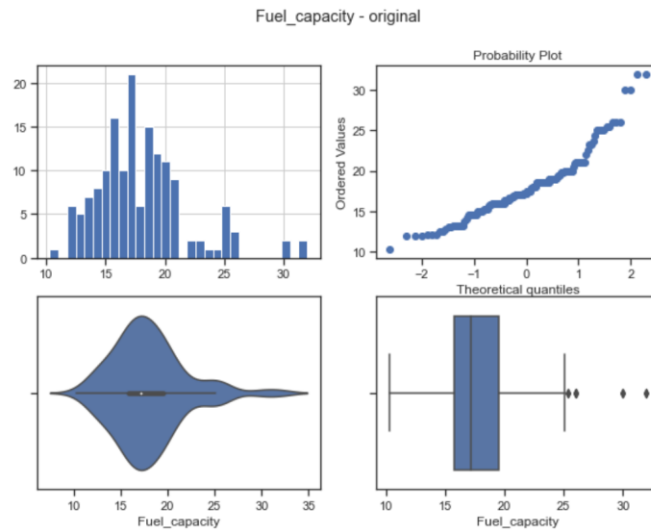 Fuel_capacity - original
Probability Plot
20
15
10
5
0
10 15 20 25 30
Ordered Values
30
25
20
15
10
-2 -1 0 1 2
Theoretical quantiles
10 15 20 25 30 35
Fuel_capacity
10 15 20 25 30
Fuel_capacity